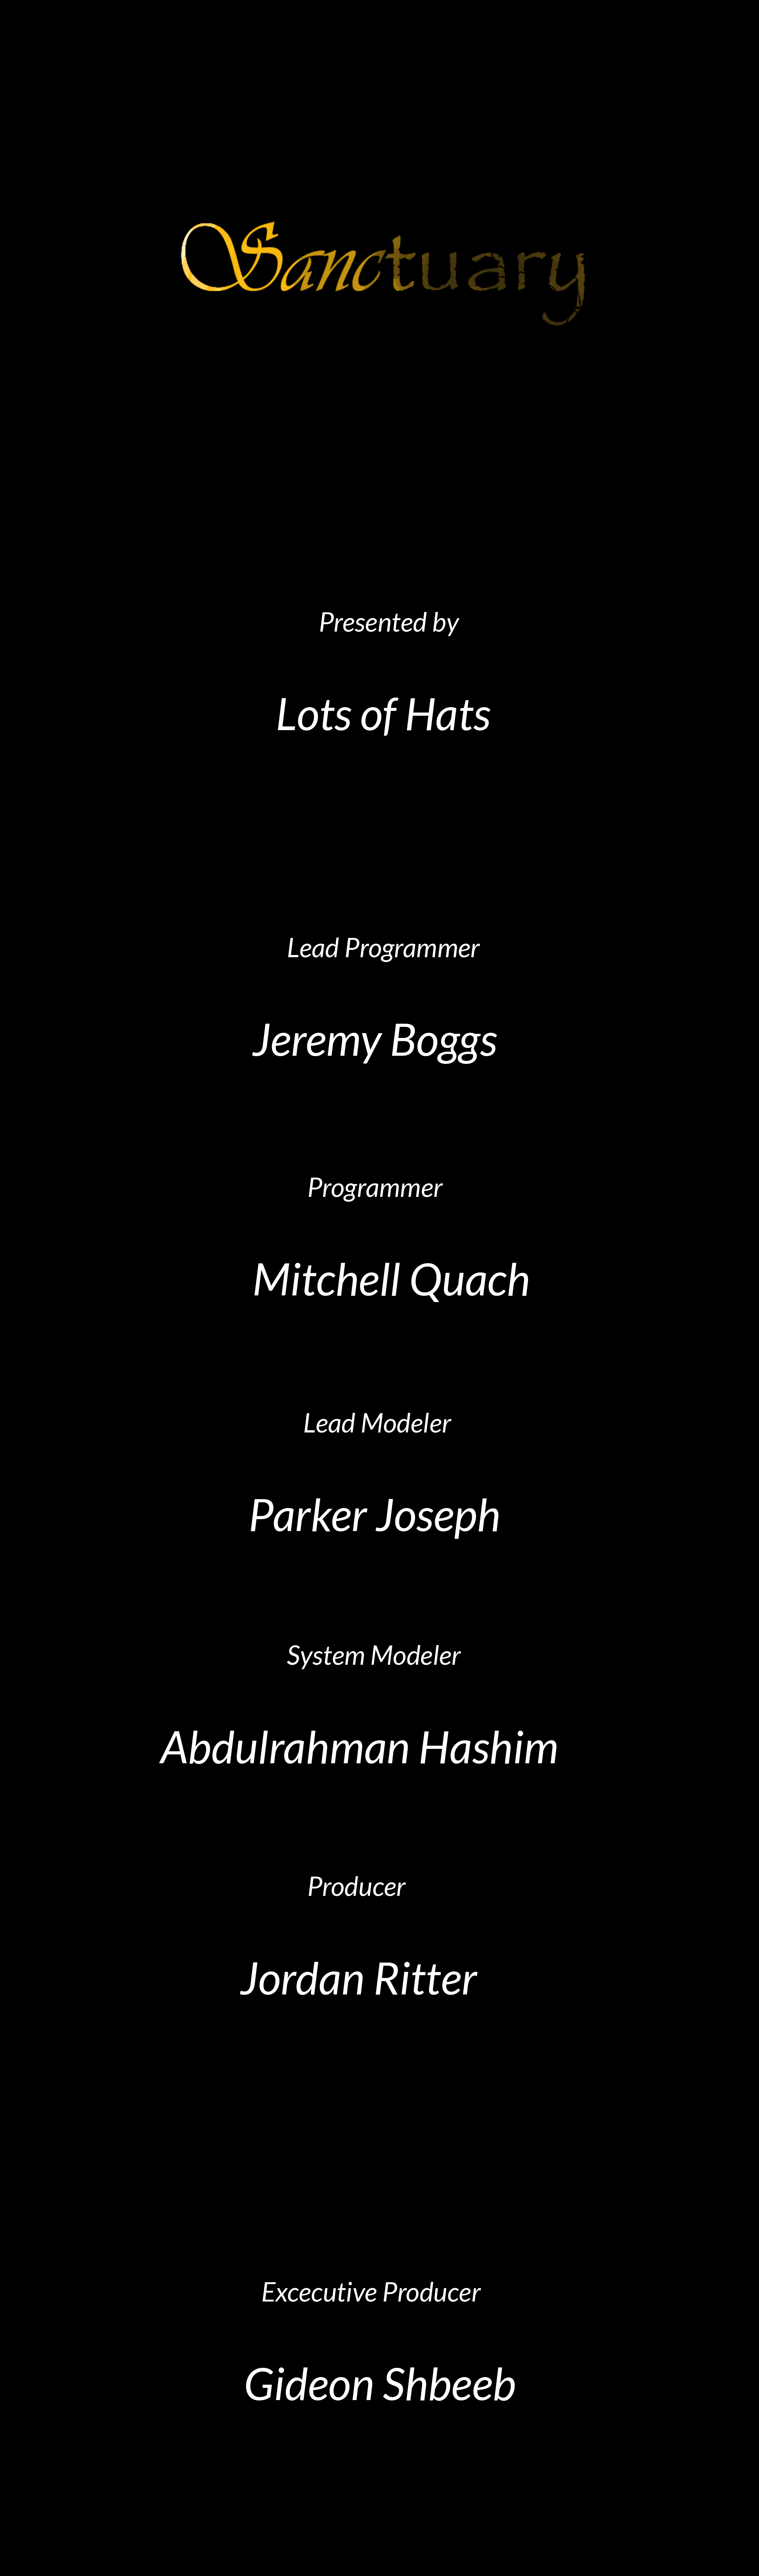 Sanctuary
Presented by
Lots of Hats
Lead Programmer
Jeremy Boggs
Programmer
Mitchell Quach
Lead Modeler
Parker Joseph
System Modeler
Abdulrahman Hashim
Producer
Jordan Ritter
Excecutive Producer
Gideon Shbeeb